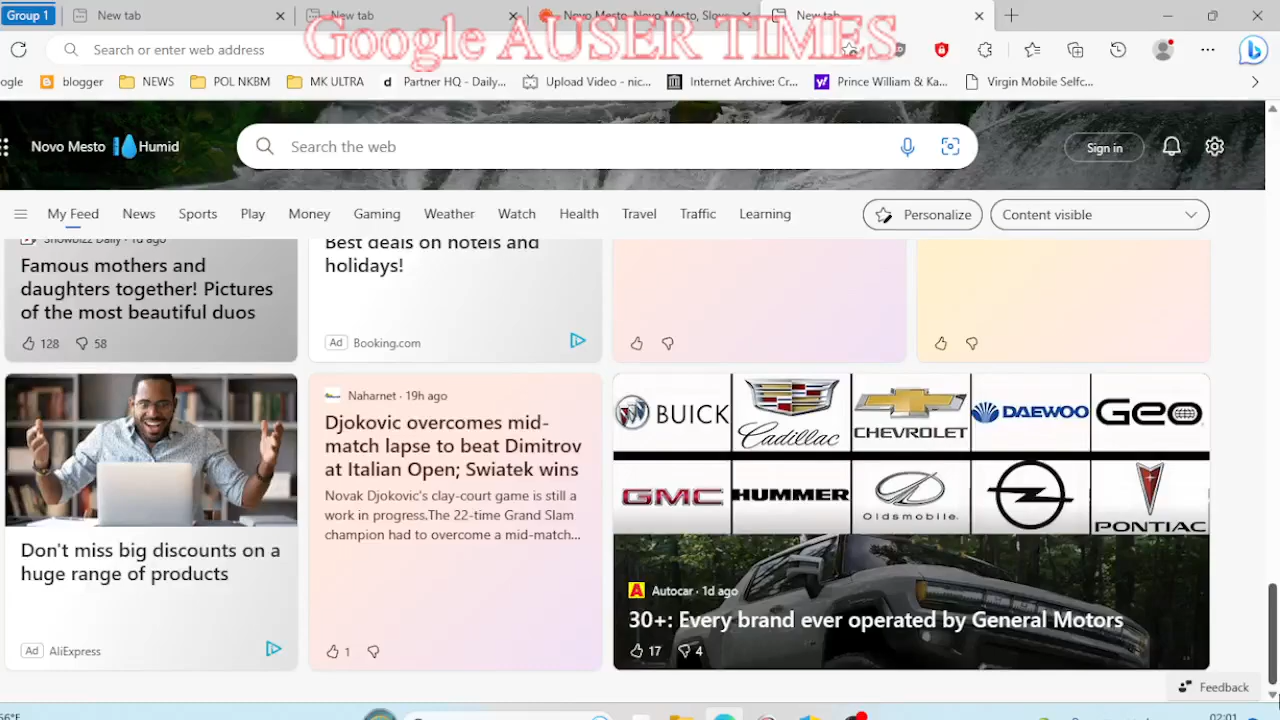 Group 1
New tab
New tab
Novo Mesto, Novo Mesto, Slove
New tab
Google AUSER TIMES
Search or enter web address
ogle
blogger
NEWS
POL NKBM
MK ULTRA
Partner HQ - Daily...
Upload Video - nic...
Internet Archive: Cr...
Prince William & Ka...
Virgin Mobile Selfc...
Novo Mesto
Humid
Search the web
Sign in
My Feed
News
Sports
Play
Money
Gaming
Weather
Watch
Health
Travel
Traffic
Learning
Personalize
Content visible
Showbizz Daily · 1d ago
Famous mothers and
daughters together! Pictures
of the most beautiful duos
128
58
Best deals on hotels and
holidays!
Ad
Booking.com
Don't miss big discounts on a
huge range of products
Ad
AliExpress
Naharnet · 19h ago
Djokovic overcomes mid-
match lapse to beat Dimitrov
at Italian Open; Swiatek wins
Novak Djokovic's clay-court game is still a
work in progress.The 22-time Grand Slam
champion had to overcome a mid-match...
1
BUICK
Cadillac
CHEVROLET
DAEWOO
GEO
GMC
HUMMER
Oldsmobile.
PONTIAC
A
Autocar · 1d ago
30+: Every brand ever operated by General Motors
17
4
Feedback
56°F
02:01